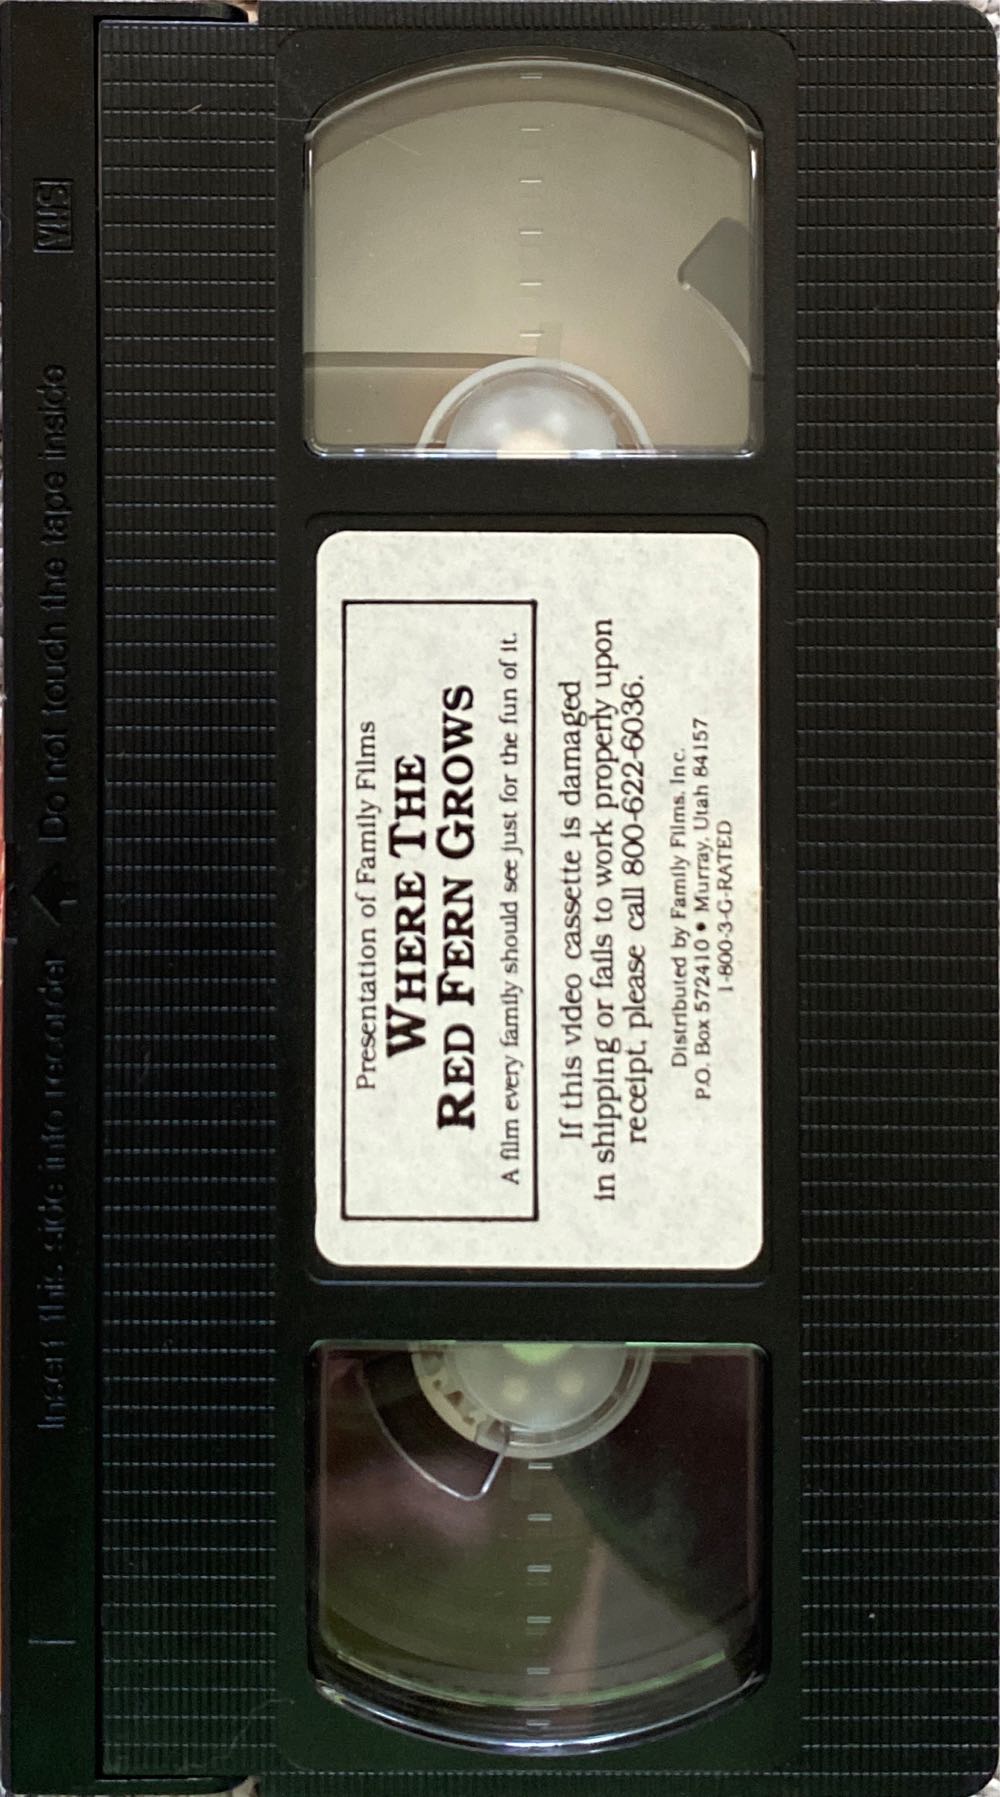 VHS
Insert this side into recorder
Do not touch the tape inside
Presentation of Family Films
WHERE THE
RED FERN GROWS
A film every family should see just for the fun of it.
If this video cassette is damaged
in shipping or fails to work properly upon
receipt, please call 800-622-6036.
Distributed by Family Films, Inc.
P.O. Box 572410 • Murray, Utah 84157
1-800-3-G-RATED